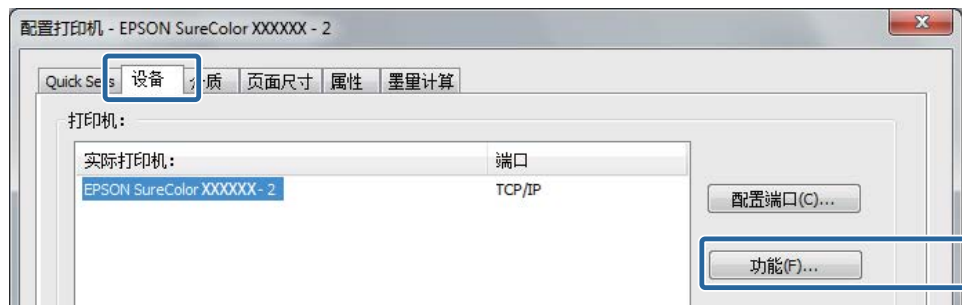 配置打印机 - EPSON SureColor XXXXXX - 2
Quick Sets 设备 介质 页面尺寸 属性 墨量计算
打印机：
实际打印机： 端口
EPSON SureColor XXXXXX - 2 TCP/IP
配置端口(C)...
功能(F)...